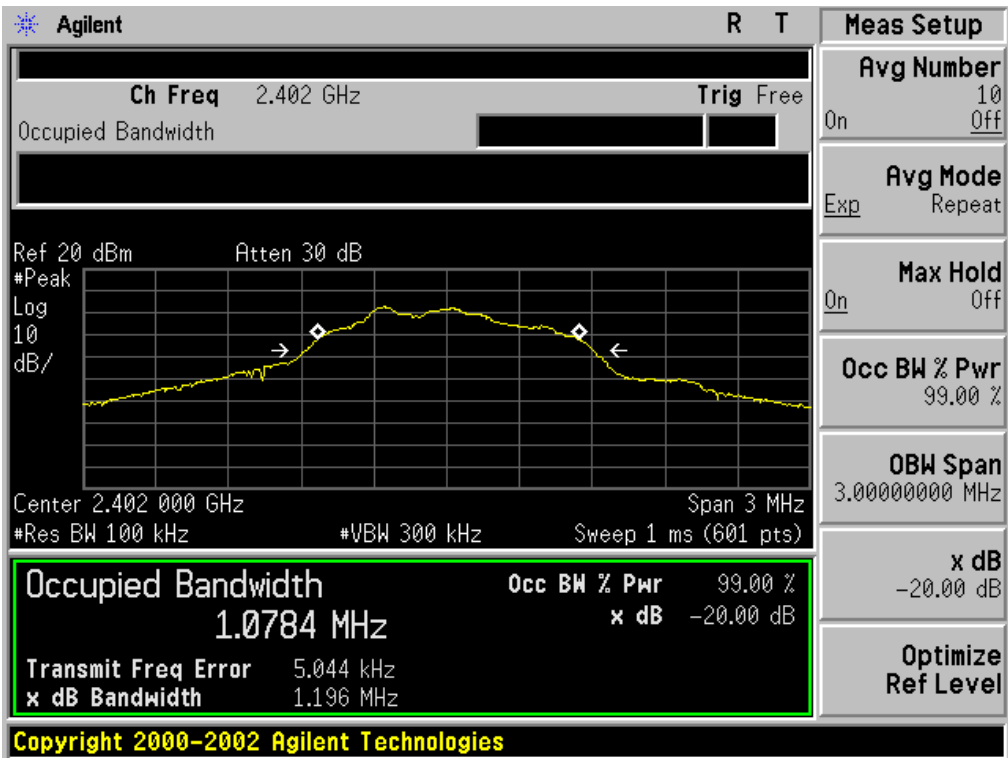 Agilent R T
Ch Freq 2.402 GHz Trig Free
Occupied Bandwidth
Ref 20 dBm Atten 30 dB
#Peak
Log
10
dB/
Center 2.402 000 GHz Span 3 MHz
#Res BW 100 kHz #VBW 300 kHz Sweep 1 ms (601 pts)
Occupied Bandwidth Occ BW % Pwr 99.00 %
1.0784 MHz x dB -20.00 dB
Transmit Freq Error 5.044 kHz
x dB Bandwidth 1.196 MHz
Copyright 2000-2002 Agilent Technologies
Meas Setup
Avg Number
10
On Off
Avg Mode
Exp Repeat
Max Hold
On Off
Occ BW % Pwr
99.00 %
OBW Span
3.00000000 MHz
x dB
-20.00 dB
Optimize
Ref Level